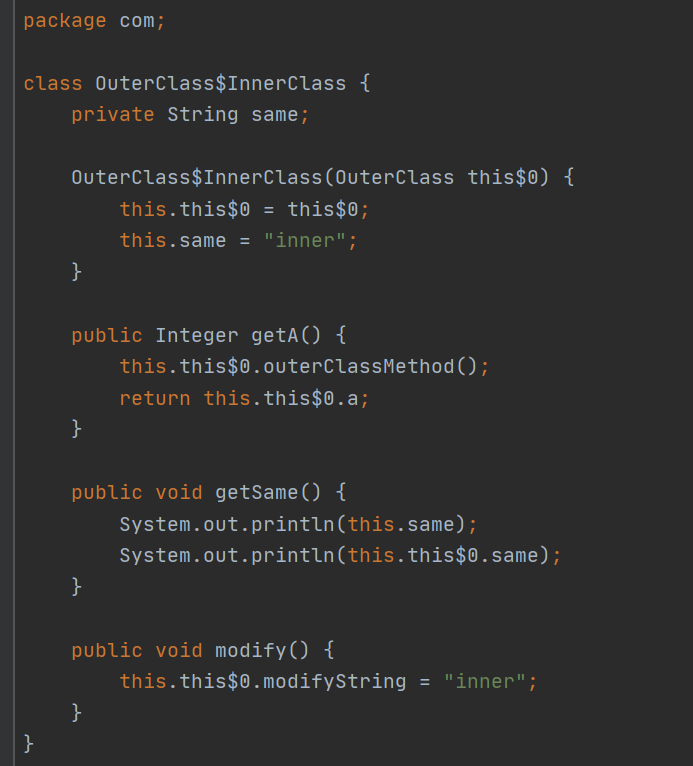 package com;
class OuterClass$InnerClass {
    private String same;
    OuterClass$InnerClass(OuterClass this$0) {
        this.this$0 = this$0;
        this.same = "inner";
    }
    public Integer getA() {
        this.this$0.outerClassMethod();
        return this.this$0.a;
    }
    public void getSame() {
        System.out.println(this.same);
        System.out.println(this.this$0.same);
    }
    public void modify() {
        this.this$0.modifyString = "inner";
    }
}